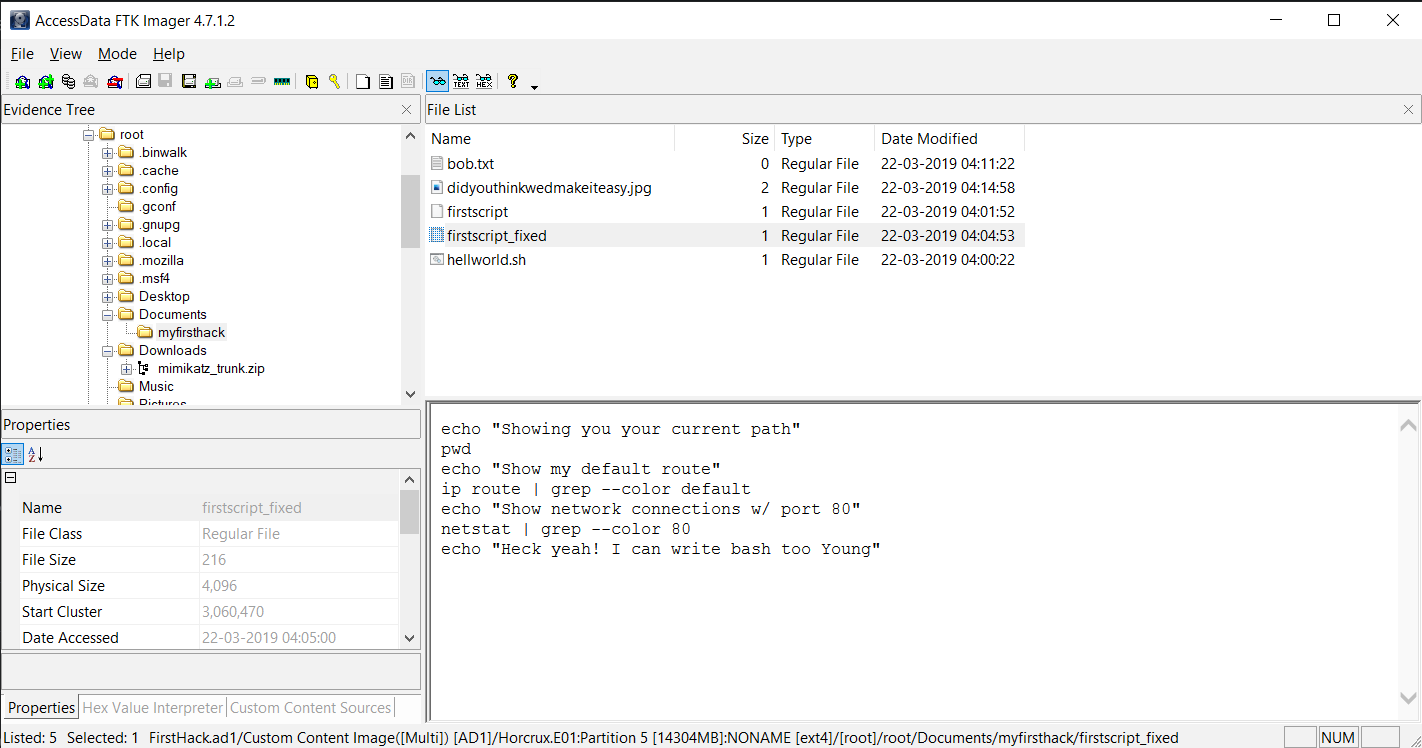 AccessData FTK Imager 4.7.1.2
File View Mode Help
TEXT HEX
Evidence Tree
root
.binwalk
.cache
.config
.gconf
.gnupg
.local
.mozilla
.msf4
Desktop
Documents
myfirsthack
Downloads
mimikatz_trunk.zip
Music
Pictures
File List
Name Size Type Date Modified
bob.txt 0 Regular File 22-03-2019 04:11:22
didyouthinkwedmakeiteasy.jpg 2 Regular File 22-03-2019 04:14:58
firstscript 1 Regular File 22-03-2019 04:01:52
firstscript_fixed 1 Regular File 22-03-2019 04:04:53
hellworld.sh 1 Regular File 22-03-2019 04:00:22
Properties
Name firstscript_fixed
File Class Regular File
File Size 216
Physical Size 4,096
Start Cluster 3,060,470
Date Accessed 22-03-2019 04:05:00
Properties Hex Value Interpreter Custom Content Sources
echo "Showing you your current path"
pwd
echo "Show my default route"
ip route | grep --color default
echo "Show network connections w/ port 80"
netstat | grep --color 80
echo "Heck yeah! I can write bash too Young"
Listed: 5 Selected: 1 FirstHack.ad1/Custom Content Image([Multi]) [AD1]/Horcrux.E01:Partition 5 [14304MB]:NONAME [ext4]/[root]/root/Documents/myfirsthack/firstscript_fixed NUM